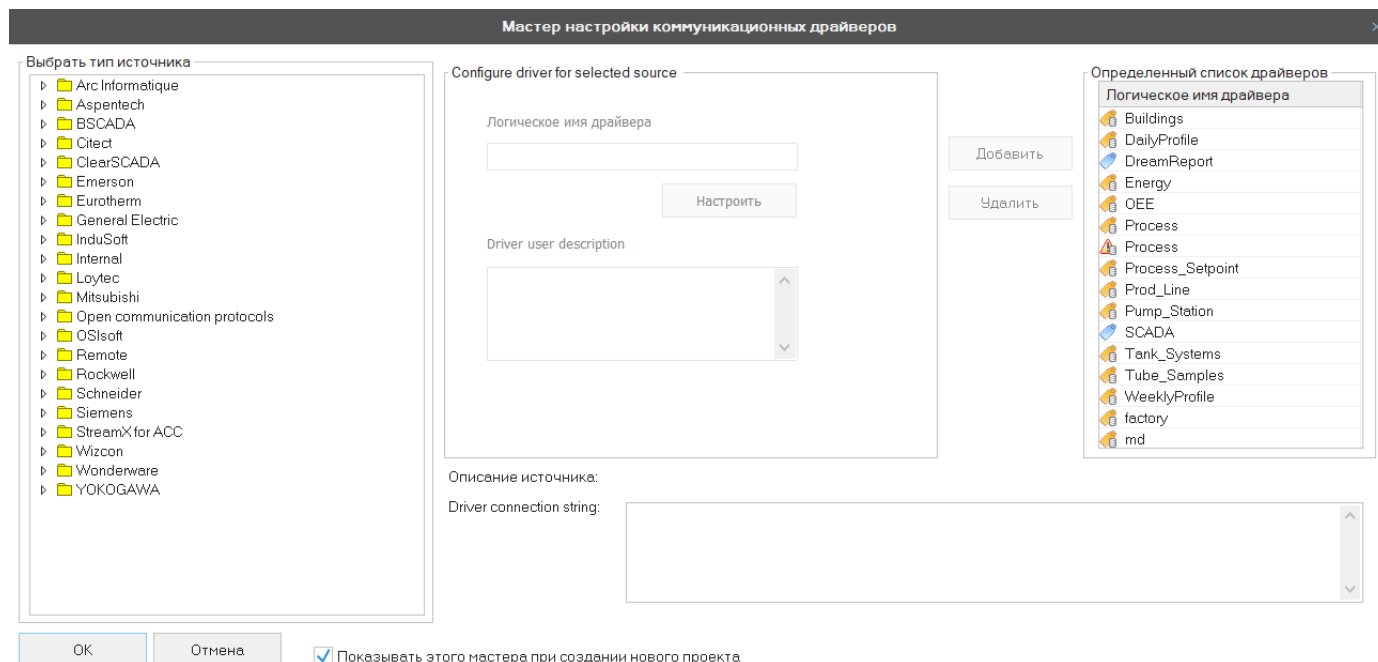 Мастер настройки коммуникационных драйверов
Выбрать тип источника
Arc Informatique
Aspentech
BSCADA
Citect
ClearSCADA
Emerson
Eurotherm
General Electric
InduSoft
Internal
Loytec
Mitsubishi
Open communication protocols
OSIsoft
Remote
Rockwell
Schneider
Siemens
StreamX for ACC
Wizcon
Wonderware
YOKOGAWA
Configure driver for selected source
Логическое имя драйвера
Настроить
Driver user description
Добавить
Удалить
Определенный список драйверов
Логическое имя драйвера
Buildings
DailyProfile
DreamReport
Energy
OEE
Process
Process
Process_Setpoint
Prod_Line
Pump_Station
SCADA
Tank_Systems
Tube_Samples
WeeklyProfile
factory
md
Описание источника:
Driver connection string:
OK
Отмена
Показывать этого мастера при создании нового проекта